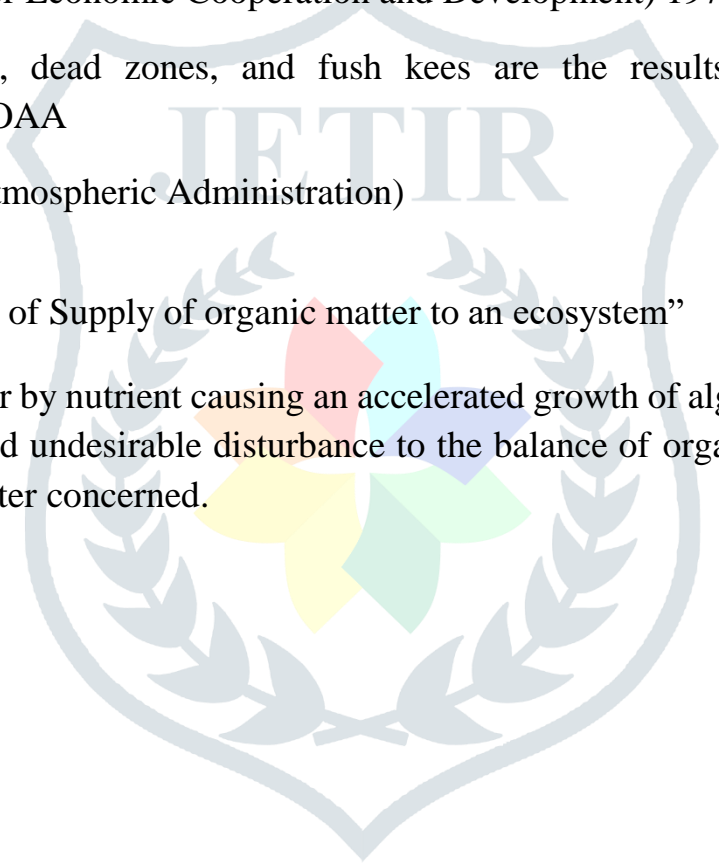 r Economic Cooperation and Development) 197
, dead zones, and fush kees are the results
OAA
tmospheric Administration)
of Supply of organic matter to an ecosystem”
r by nutrient causing an accelerated growth of alg
d undesirable disturbance to the balance of orga
ter concerned.
JETIR